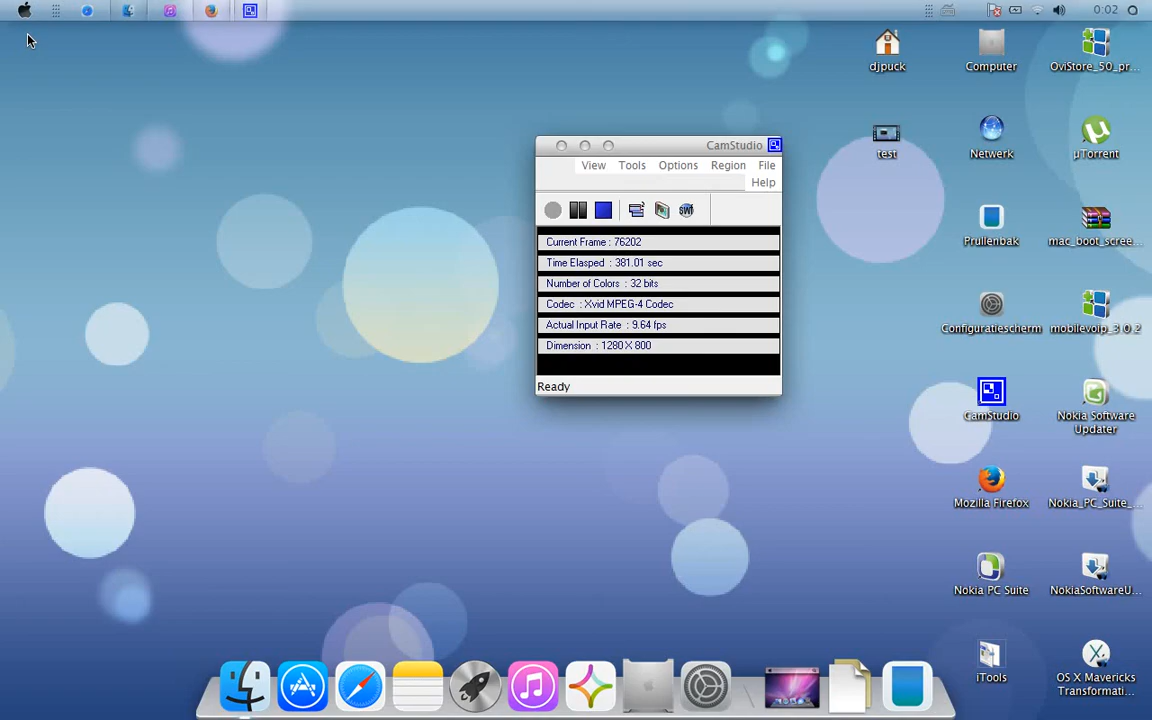 0:02
djpuck
Computer
OviStore_50_pr...
test
Netwerk
µTorrent
Prullenbak
mac_boot_scree...
Configuratiescherm
mobilevoip_3.0.2
CamStudio
Nokia Software
Updater
Mozilla Firefox
Nokia_PC_Suite_...
Nokia PC Suite
NokiaSoftwareU...
iTools
OS X Mavericks
Transformati...
CamStudio
View Tools Options Region File
Help
SWF
Current Frame : 76202
Time Elasped : 381.01 sec
Number of Colors : 32 bits
Codec : Xvid MPEG-4 Codec
Actual Input Rate : 9.64 fps
Dimension : 1280 X 800
Ready